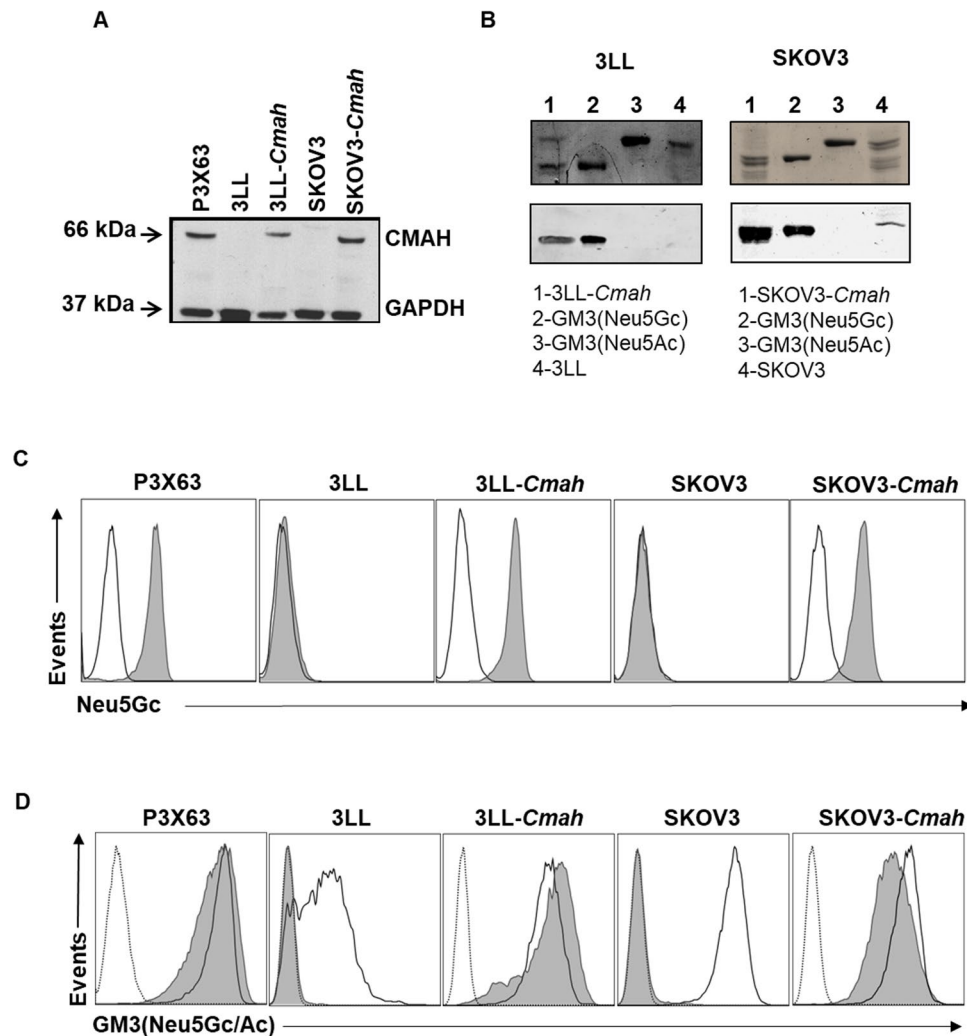 A
P3X63
3LL
3LL-Cmah
SKOV3
SKOV3-Cmah
66 kDa
CMAH
37 kDa
GAPDH
B
3LL
1 2 3 4
1-3LL-Cmah
2-GM3(Neu5Gc)
3-GM3(Neu5Ac)
4-3LL
SKOV3
1 2 3 4
1-SKOV3-Cmah
2-GM3(Neu5Gc)
3-GM3(Neu5Ac)
4-SKOV3
C
P3X63 3LL 3LL-Cmah SKOV3 SKOV3-Cmah
Events
Neu5Gc
D
P3X63 3LL 3LL-Cmah SKOV3 SKOV3-Cmah
Events
GM3(Neu5Gc/Ac)